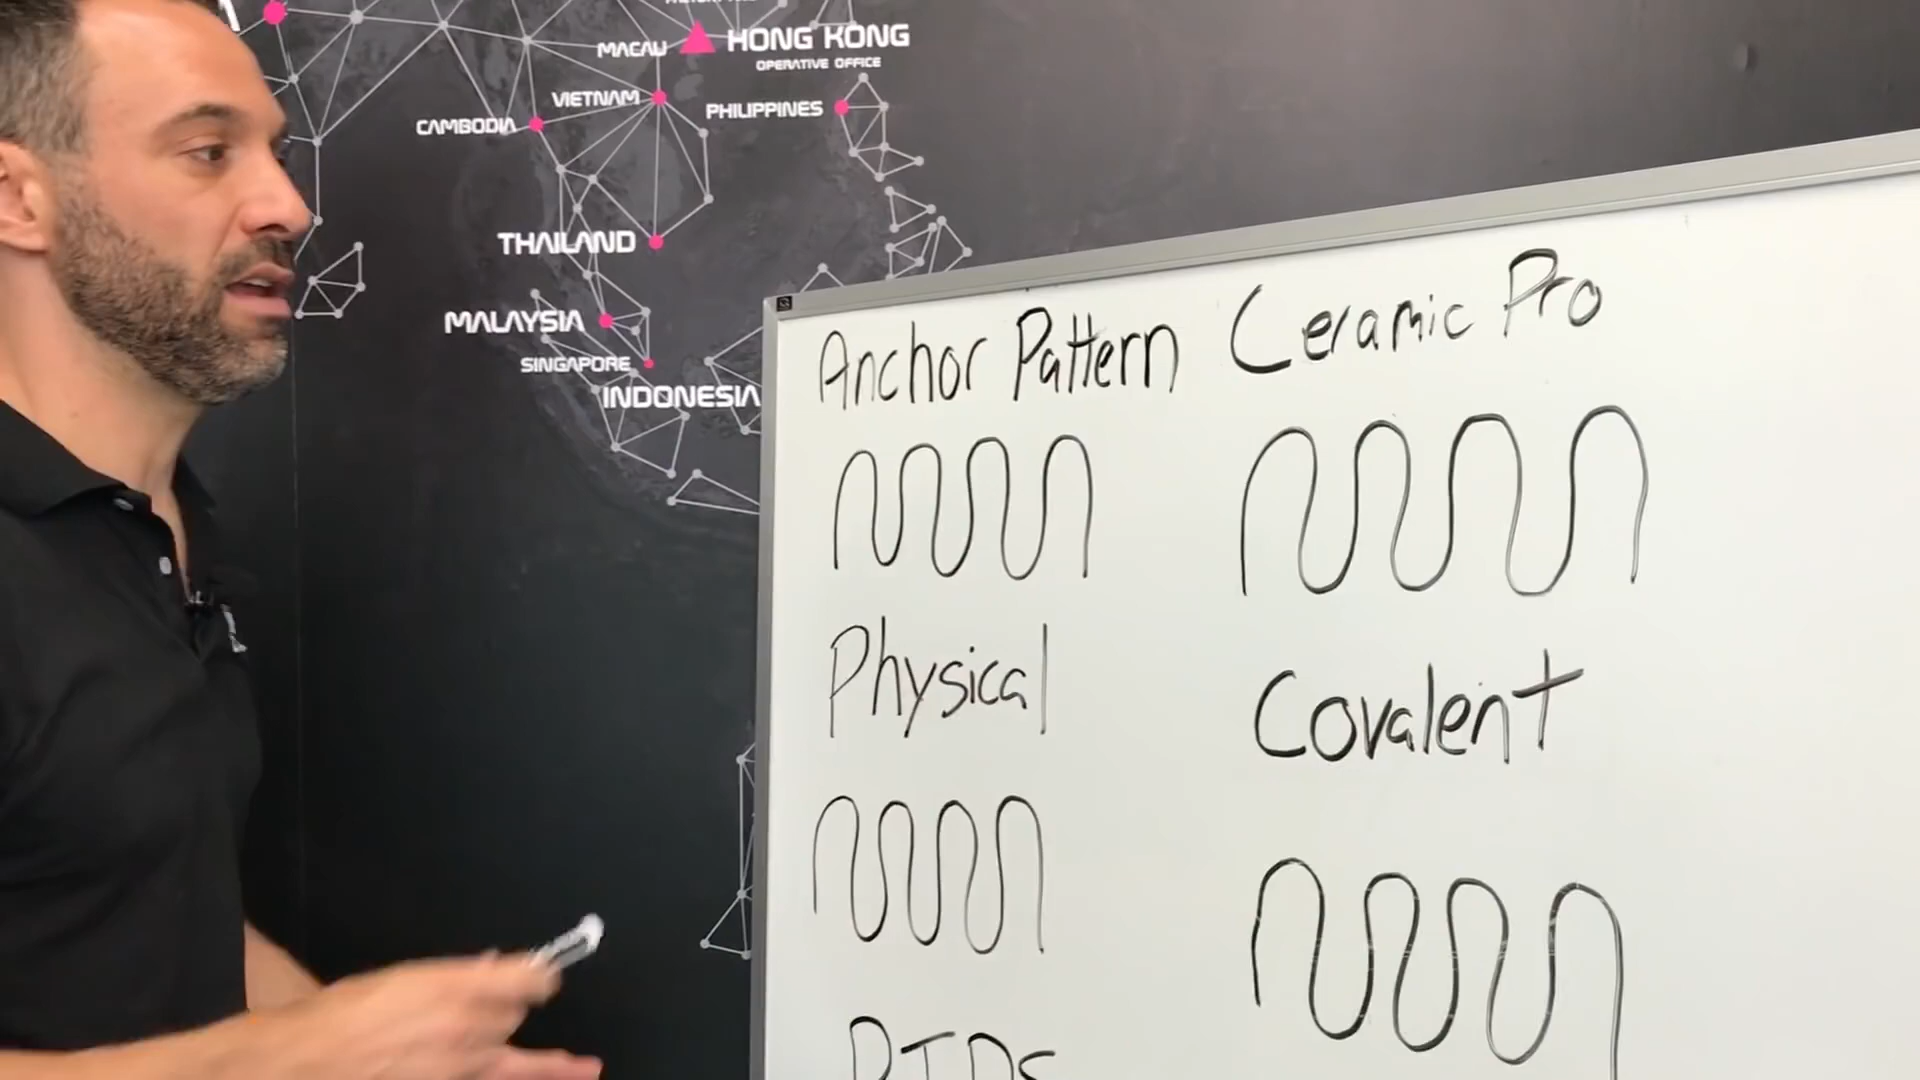 MACAU
HONG KONG
OPERATIVE OFFICE
VIETNAM
PHILIPPINES
CAMBODIA
THAILAND
MALAYSIA
SINGAPORE
INDONESIA
Anchor Pattern Ceramic Pro
Physical
Covalent